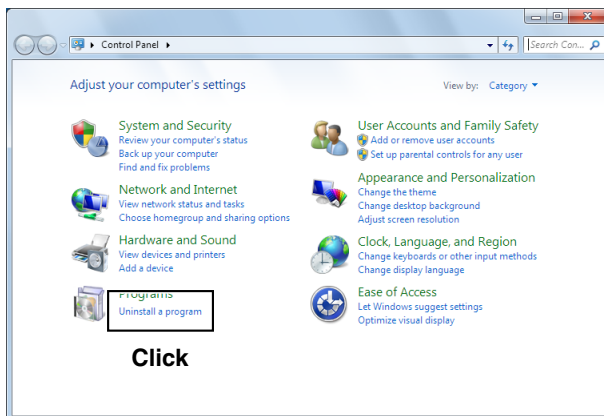 Control Panel
Search Con...
Adjust your computer's settings
View by: Category
System and Security
Review your computer's status
Back up your computer
Find and fix problems
Network and Internet
View network status and tasks
Choose homegroup and sharing options
Hardware and Sound
View devices and printers
Add a device
Programs
Uninstall a program
User Accounts and Family Safety
Add or remove user accounts
Set up parental controls for any user
Appearance and Personalization
Change the theme
Change desktop background
Adjust screen resolution
Clock, Language, and Region
Change keyboards or other input methods
Change display language
Ease of Access
Let Windows suggest settings
Optimize visual display
Click